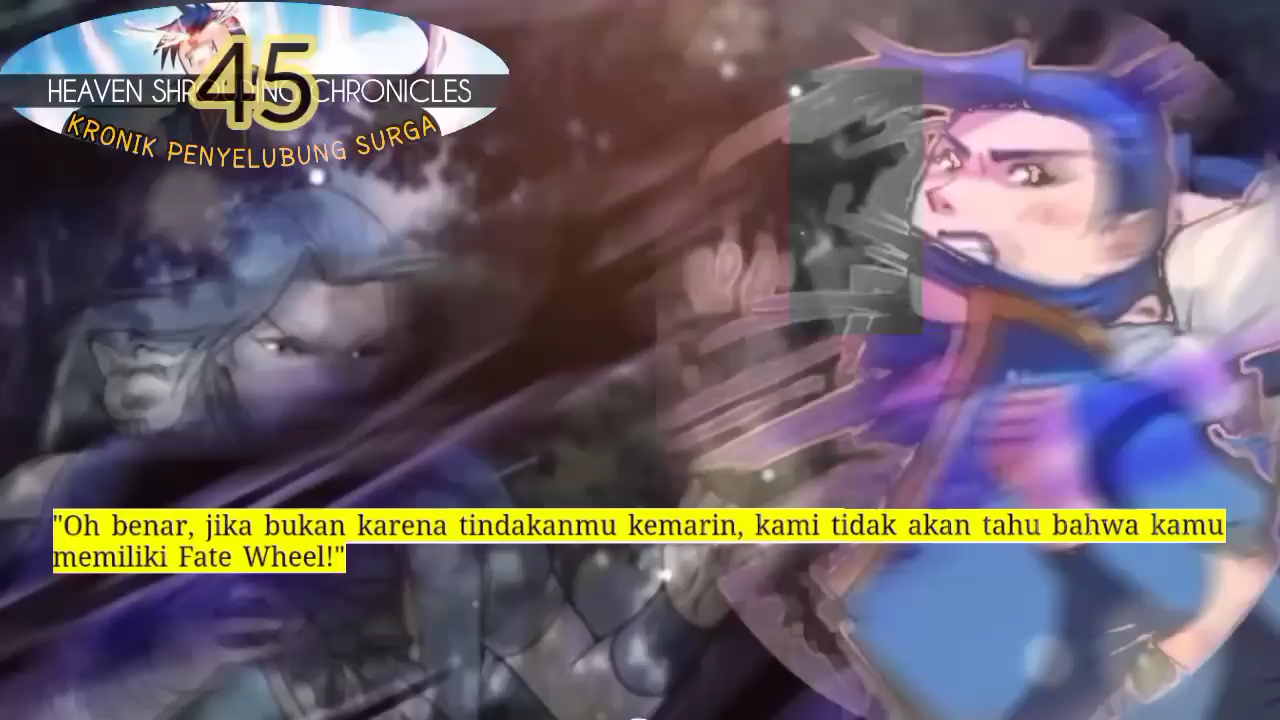 45
HEAVEN SHROUDING CHRONICLES
KRONIK PENYELUBUNG SURGA
"Oh benar, jika bukan karena tindakanmu kemarin, kami tidak akan tahu bahwa kamu
memiliki Fate Wheel!"